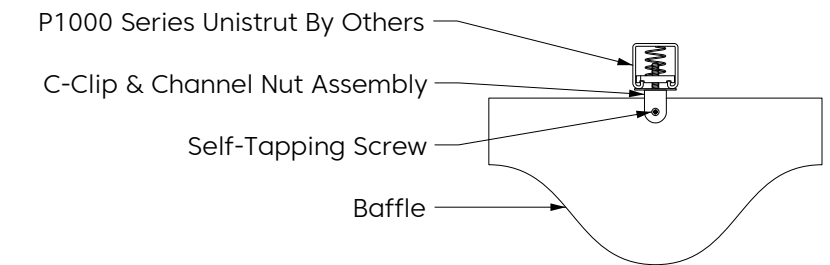 P1000 Series Unistrut By Others
C-Clip & Channel Nut Assembly
Self-Tapping Screw
Baffle